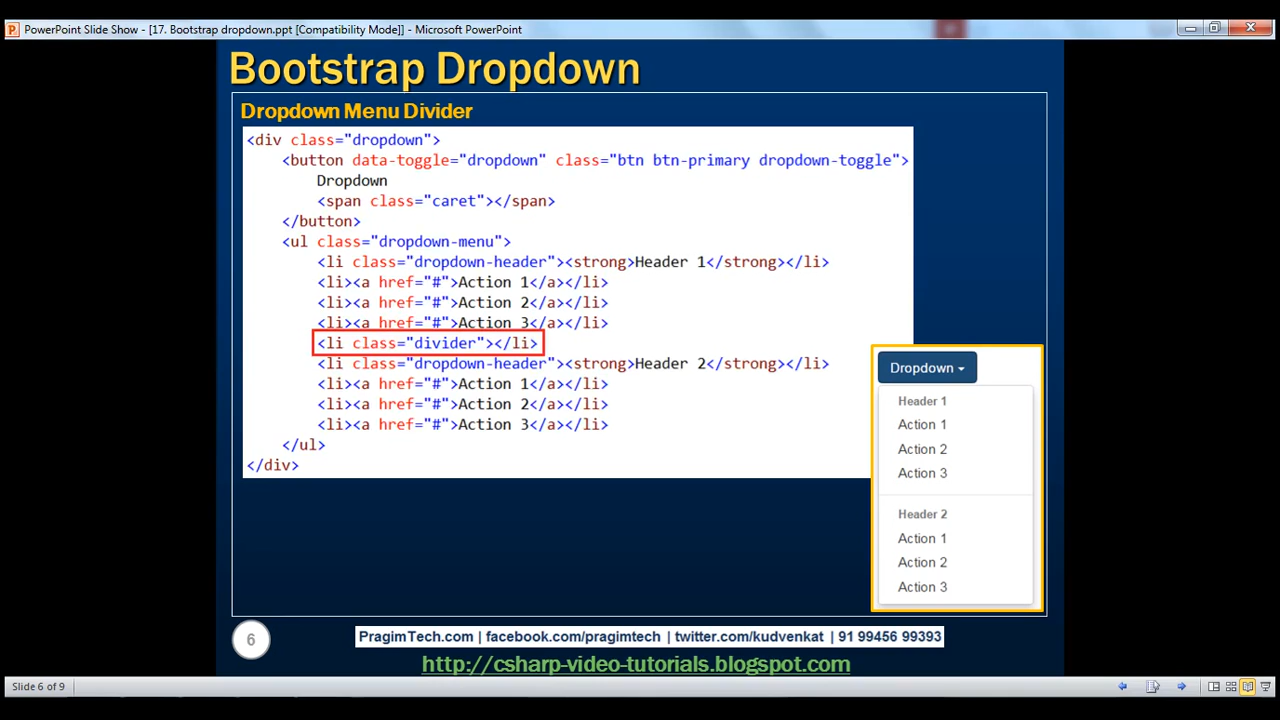 PowerPoint Slide Show - [17. Bootstrap dropdown.ppt [Compatibility Mode]] - Microsoft PowerPoint
Bootstrap Dropdown
Dropdown Menu Divider
<div class="dropdown">
    <button data-toggle="dropdown" class="btn btn-primary dropdown-toggle">
        Dropdown
        <span class="caret"></span>
    </button>
    <ul class="dropdown-menu">
        <li class="dropdown-header"><strong>Header 1</strong></li>
        <li><a href="#">Action 1</a></li>
        <li><a href="#">Action 2</a></li>
        <li><a href="#">Action 3</a></li>
        <li class="divider"></li>
        <li class="dropdown-header"><strong>Header 2</strong></li>
        <li><a href="#">Action 1</a></li>
        <li><a href="#">Action 2</a></li>
        <li><a href="#">Action 3</a></li>
    </ul>
</div>
Dropdown
Header 1
Action 1
Action 2
Action 3
Header 2
Action 1
Action 2
Action 3
6
PragimTech.com | facebook.com/pragimtech | twitter.com/kudvenkat | 91 99456 99393
http://csharp-video-tutorials.blogspot.com
Slide 6 of 9